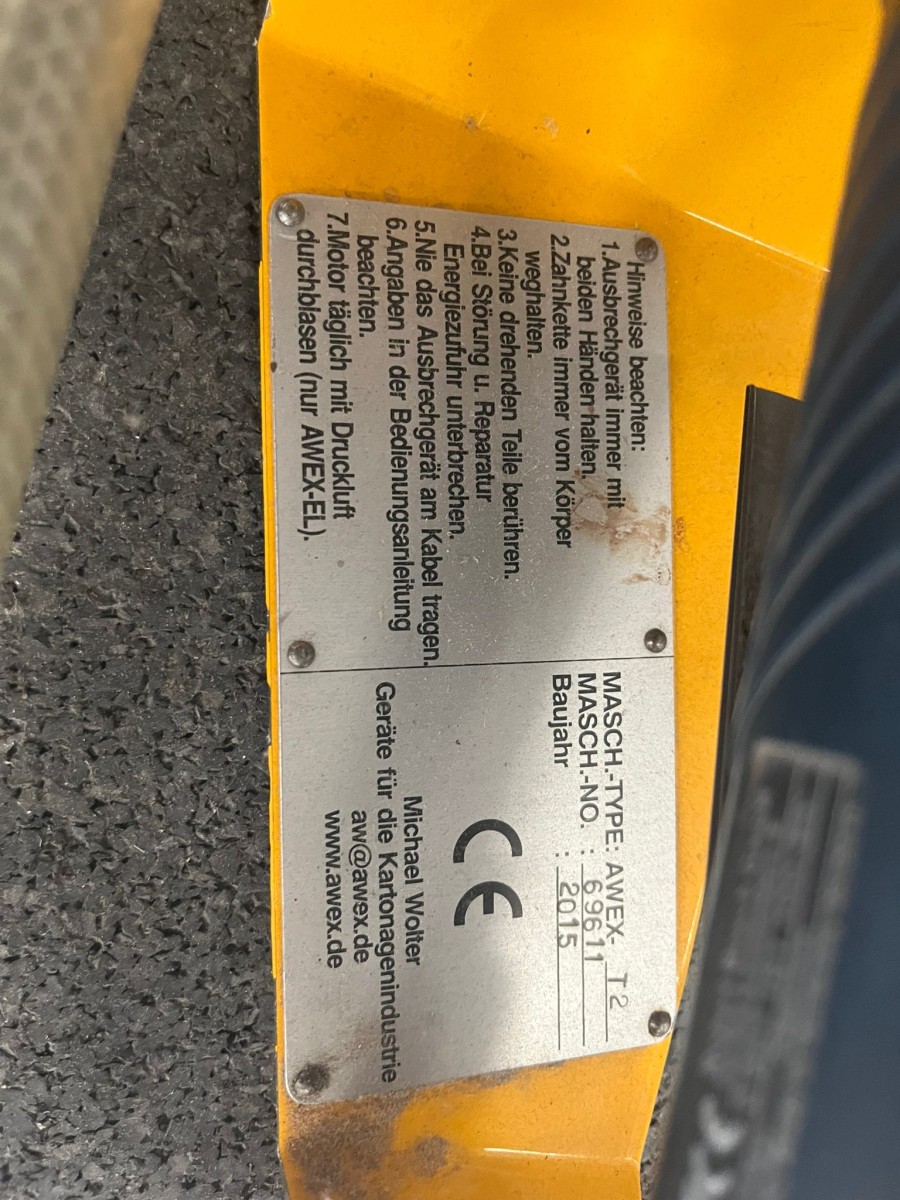 Hinweise beachten:
1.Ausbrechgerät immer mit
beiden Händen halten.
2.Zahnkette immer vom Körper
weghalten.
3.Keine drehenden Teile berühren.
4.Bei Störung u. Reparatur
Energiezufuhr unterbrechen.
5.Nie das Ausbrechgerät am Kabel tragen.
6.Angaben in der Bedienungsanleitung
beachten.
7.Motor täglich mit Druckluft
durchblasen (nur AWEX-EL).
MASCH.-TYPE: AWEX- T2
MASCH.-NO. : 69611
Baujahr : 2015
CE
Michael Wolter
Geräte für die Kartonagenindustrie
aw@awex.de
www.awex.de